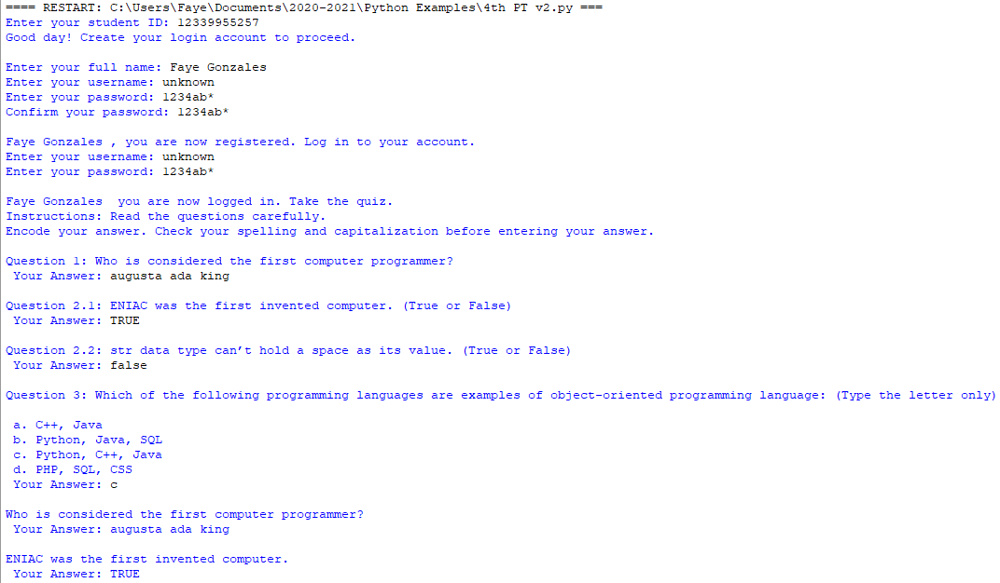 ==== RESTART: C:\Users\Faye\Documents\2020-2021\Python Examples\4th PT v2.py ===
Enter your student ID: 12339955257
Good day! Create your login account to proceed.
Enter your full name: Faye Gonzales
Enter your username: unknown
Enter your password: 1234ab*
Confirm your password: 1234ab*
Faye Gonzales , you are now registered. Log in to your account.
Enter your username: unknown
Enter your password: 1234ab*
Faye Gonzales  you are now logged in. Take the quiz.
Instructions: Read the questions carefully.
Encode your answer. Check your spelling and capitalization before entering your answer.
Question 1: Who is considered the first computer programmer?
Your Answer: augusta ada king
Question 2.1: ENIAC was the first invented computer. (True or False)
Your Answer: TRUE
Question 2.2: str data type can’t hold a space as its value. (True or False)
Your Answer: false
Question 3: Which of the following programming languages are examples of object-oriented programming language: (Type the letter only)
a. C++, Java
b. Python, Java, SQL
c. Python, C++, Java
d. PHP, SQL, CSS
Your Answer: c
Who is considered the first computer programmer?
Your Answer: augusta ada king
ENIAC was the first invented computer.
Your Answer: TRUE